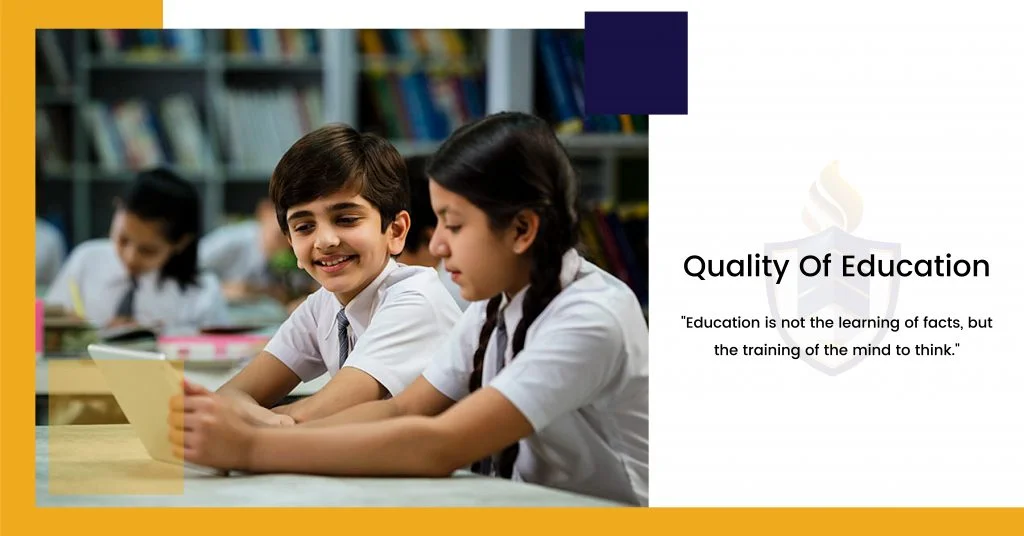 Quality Of Education
"Education is not the learning of facts, but
the training of the mind to think."